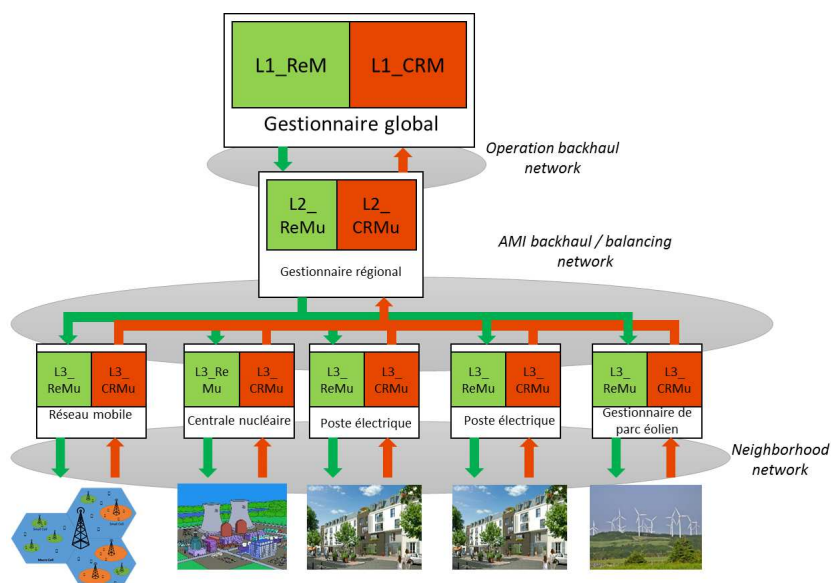 L1_ReM
L1_CRM
Gestionnaire global
Operation backhaul
network
L2_
ReMu
L2_
CRMu
Gestionnaire régional
AMI backhaul / balancing
network
L3_
ReMu
L3_
CRMu
Réseau mobile
L3_Re
Mu
L3_
CRMu
Centrale nucléaire
L3_
ReMu
L3_
CRMu
Poste électrique
L3_
ReMu
L3_
CRMu
Poste électrique
L3_
ReMu
L3_
CRMu
Gestionnaire de
parc éolien
Neighborhood
network